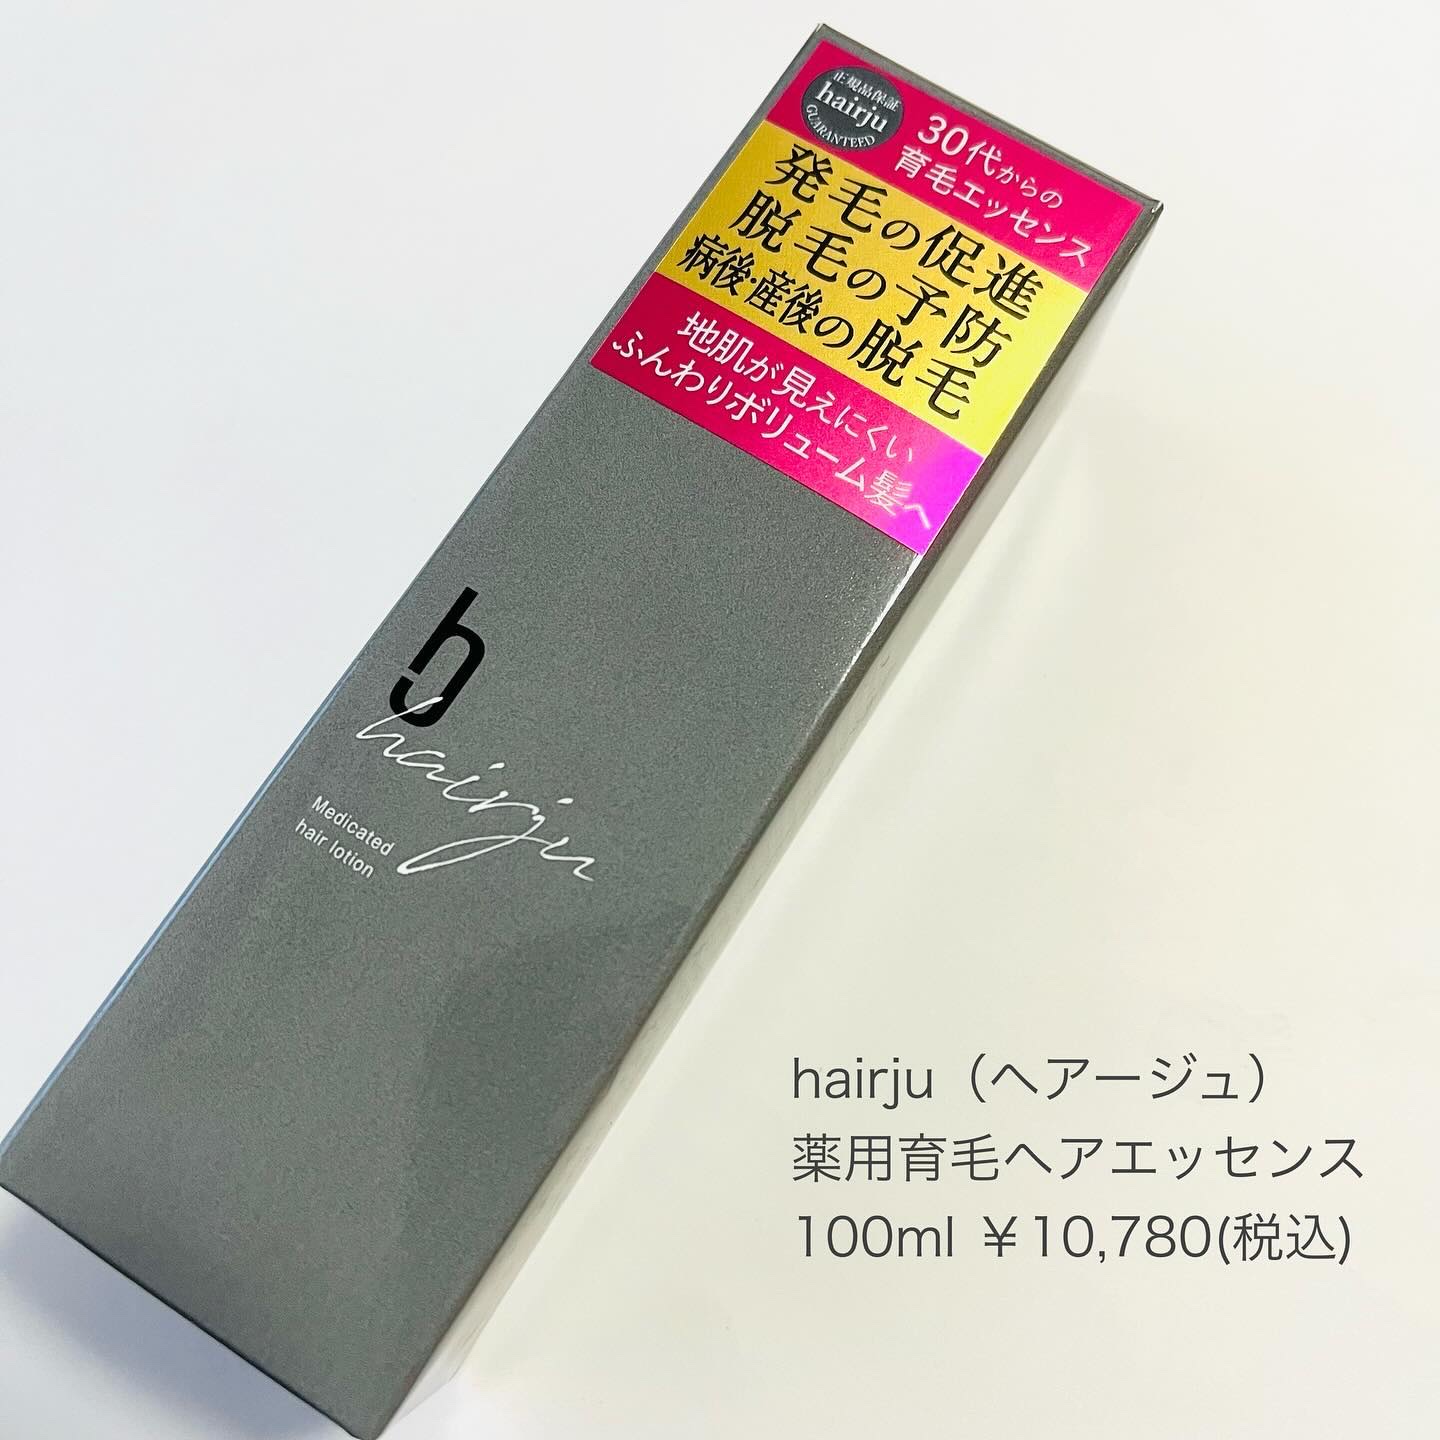 正規品保証
hairju
GUARANTEED
30代からの
育毛エッセンス
発毛の促進
脱毛の予防
病後・産後の脱毛
地肌が見えにくい
ふんわりボリューム髪へ
hairju
Medicated
hair lotion
hairju（ヘアージュ）
薬用育毛ヘアエッセンス
100ml ￥10,780(税込)